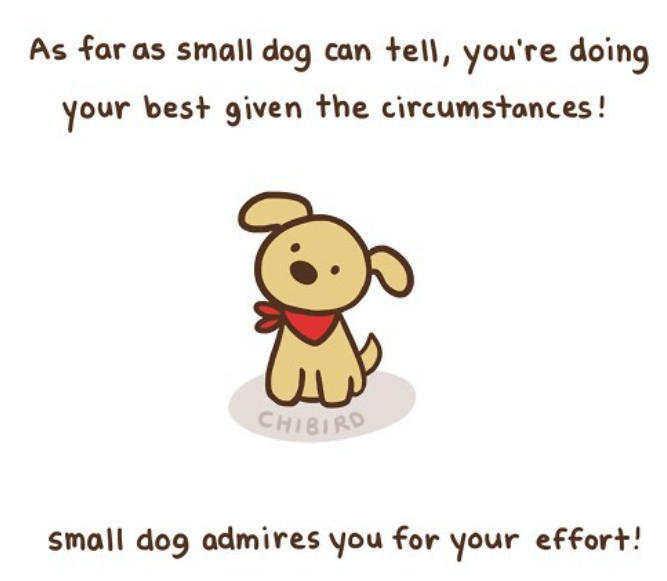 As far as small dog can tell, you're doing
your best given the circumstances!
CHIBIRD
small dog admires you for your effort!